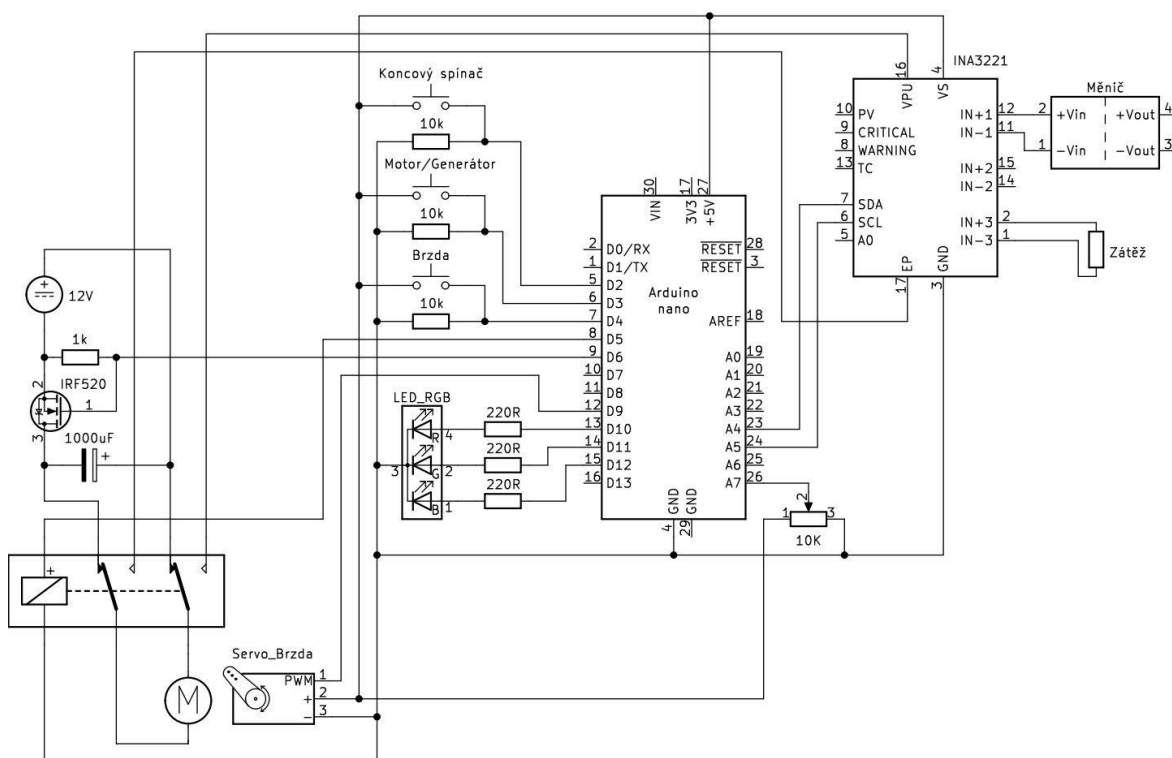 INA3221
Měnič
16 VPU
4 VS
10 PV
9 CRITICAL
8 WARNING
13 TC
7 SDA
6 SCL
5 A0
17 EP
3 GND
IN+1 12
IN-1 11
IN+2 15
IN-2 14
IN+3 2
IN-3 1
2 +Vin
1 -Vin
+Vout 4
-Vout 3
Zátěž
Koncový spínač
10k
Motor/Generátor
10k
Brzda
10k
12V
+
1k
IRF520
2
1
3
1000uF
+
Arduino
nano
30 VIN
17 3V3
27 +5V
2 D0/RX
1 D1/TX
5 D2
6 D3
7 D4
8 D5
9 D6
10 D7
11 D8
12 D9
13 D10
14 D11
15 D12
16 D13
RESET 28
RESET 3
AREF 18
A0 19
A1 20
A2 21
A3 22
A4 23
A5 24
A6 25
A7 26
4 GND
29 GND
LED_RGB
R 4
3 G 2
B 1
220R
220R
220R
1 2 3
10K
+
M
Servo_Brzda
PWM 1
+ 2
- 3